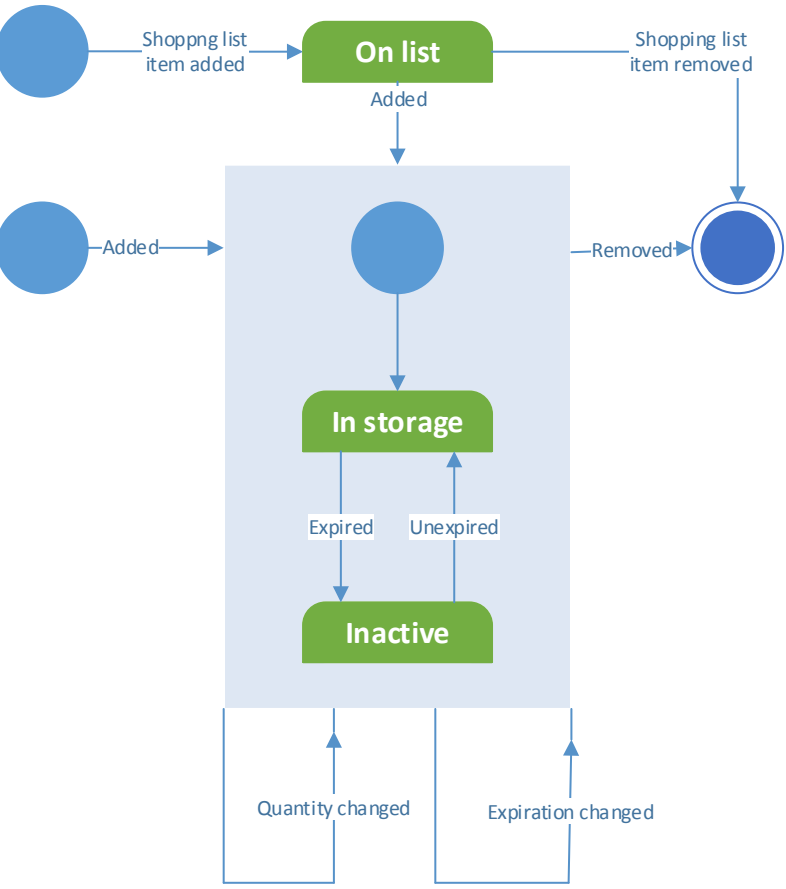 Shoppng list
item added
On list
Shopping list
item removed
Added
Added
Removed
In storage
Expired
Unexpired
Inactive
Quantity changed
Expiration changed